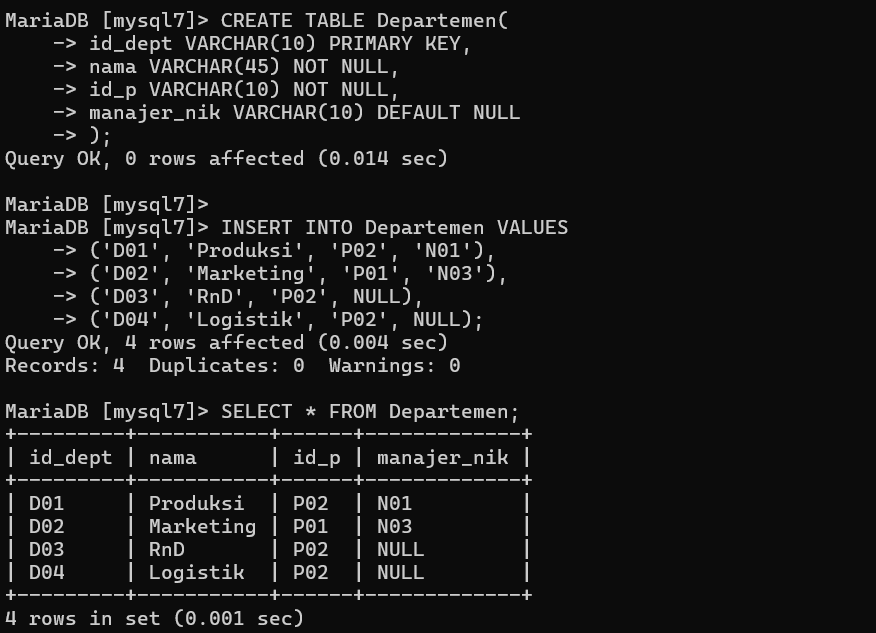 MariaDB [mysql7]> CREATE TABLE Departemen(
    -> id_dept VARCHAR(10) PRIMARY KEY,
    -> nama VARCHAR(45) NOT NULL,
    -> id_p VARCHAR(10) NOT NULL,
    -> manajer_nik VARCHAR(10) DEFAULT NULL
    -> );
Query OK, 0 rows affected (0.014 sec)

MariaDB [mysql7]>
MariaDB [mysql7]> INSERT INTO Departemen VALUES
    -> ('D01', 'Produksi', 'P02', 'N01'),
    -> ('D02', 'Marketing', 'P01', 'N03'),
    -> ('D03', 'RnD', 'P02', NULL),
    -> ('D04', 'Logistik', 'P02', NULL);
Query OK, 4 rows affected (0.004 sec)
Records: 4  Duplicates: 0  Warnings: 0

MariaDB [mysql7]> SELECT * FROM Departemen;
+---------+-----------+------+-------------+
| id_dept | nama      | id_p | manajer_nik |
+---------+-----------+------+-------------+
| D01     | Produksi  | P02  | N01         |
| D02     | Marketing | P01  | N03         |
| D03     | RnD       | P02  | NULL        |
| D04     | Logistik  | P02  | NULL        |
+---------+-----------+------+-------------+
4 rows in set (0.001 sec)